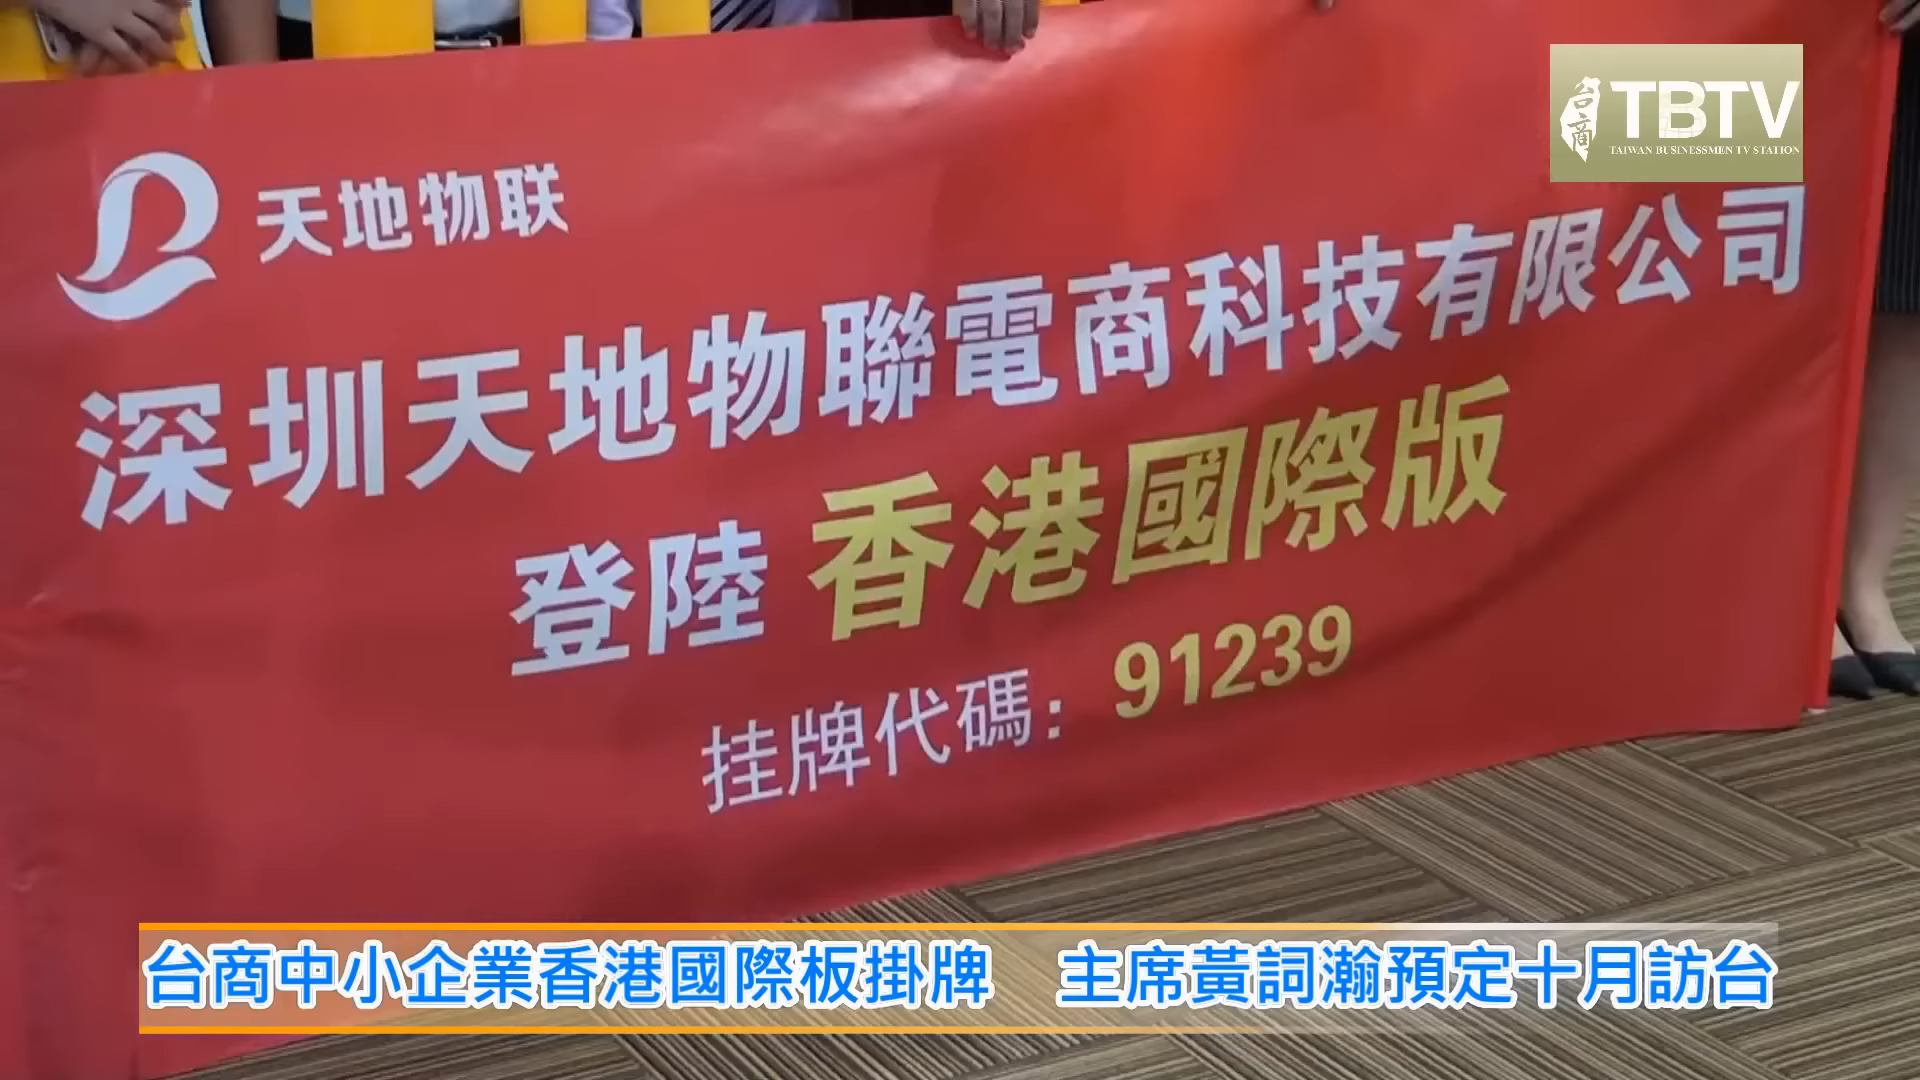 台商
TBTV
TAIWAN BUSINESSMEN TV STATION
天地物联
深圳天地物聯電商科技有限公司
登陸 香港國際版
挂牌代碼：91239
台商中小企業香港國際板掛牌 主席黃詞瀚預定十月訪台